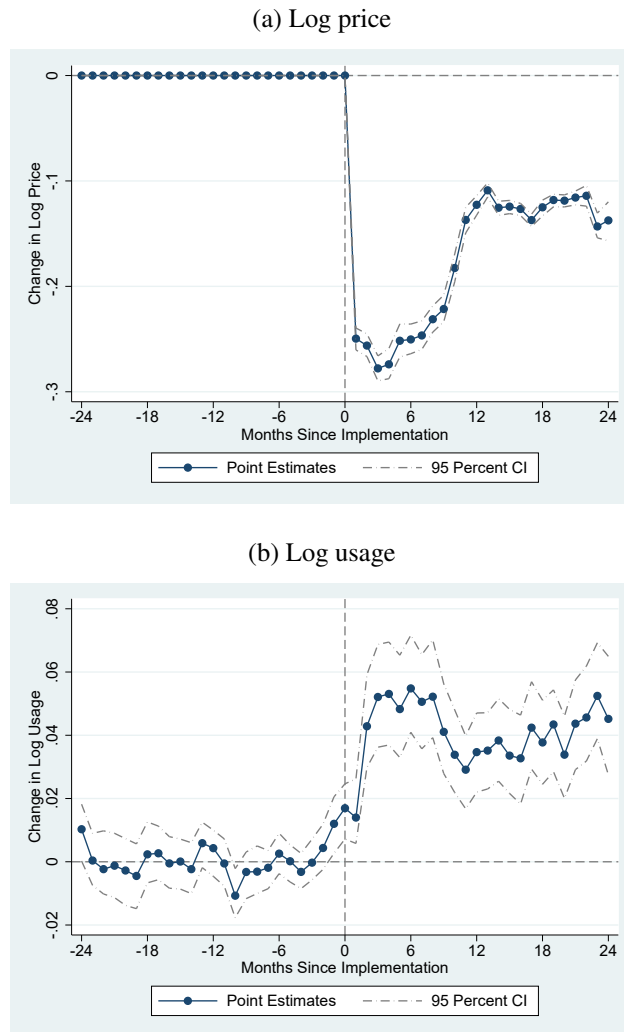 (a) Log price
Change in Log Price
0
-.1
-.2
-.3
-24 -18 -12 -6 0 6 12 18 24
Months Since Implementation
Point Estimates 95 Percent CI
(b) Log usage
Change in Log Usage
.08
.06
.04
.02
0
-.02
-24 -18 -12 -6 0 6 12 18 24
Months Since Implementation
Point Estimates 95 Percent CI